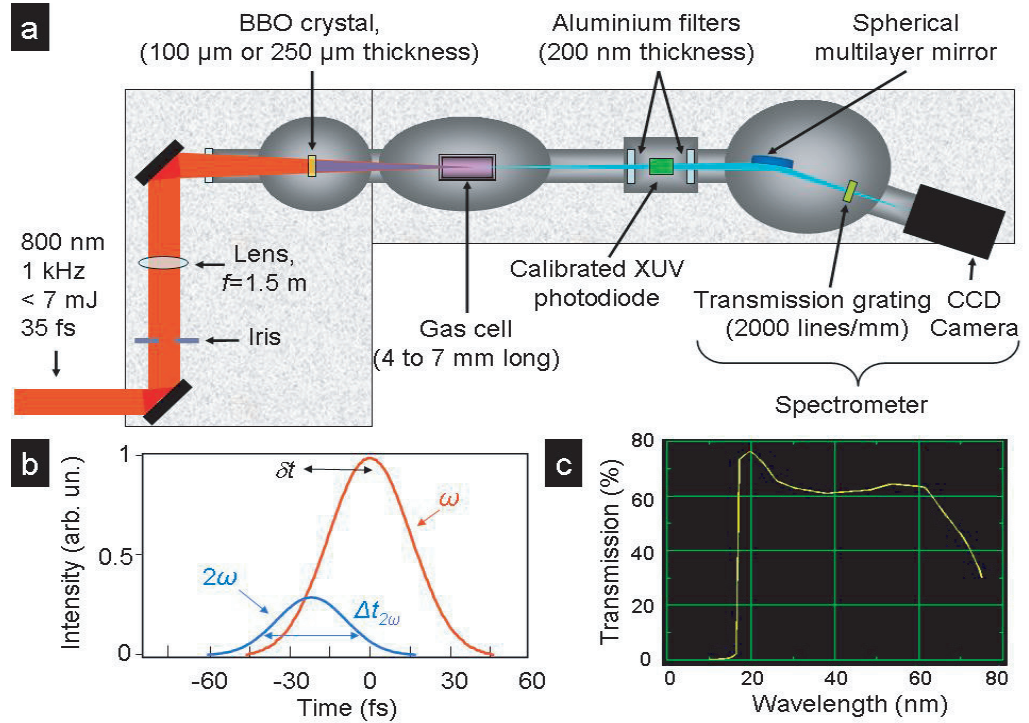 a
BBO crystal,
(100 µm or 250 µm thickness)
Aluminium filters
(200 nm thickness)
Spherical
multilayer mirror
800 nm
1 kHz
< 7 mJ
35 fs
Lens,
f=1.5 m
Iris
Gas cell
(4 to 7 mm long)
Calibrated XUV
photodiode
Transmission grating
(2000 lines/mm)
CCD
Camera
Spectrometer
b
Intensity (arb. un.)
1
0.5
0
δt
ω
2ω
Δt2ω
-60
-30
0
30
60
Time (fs)
c
Transmission (%)
80
60
40
20
0
0
20
40
60
80
Wavelength (nm)